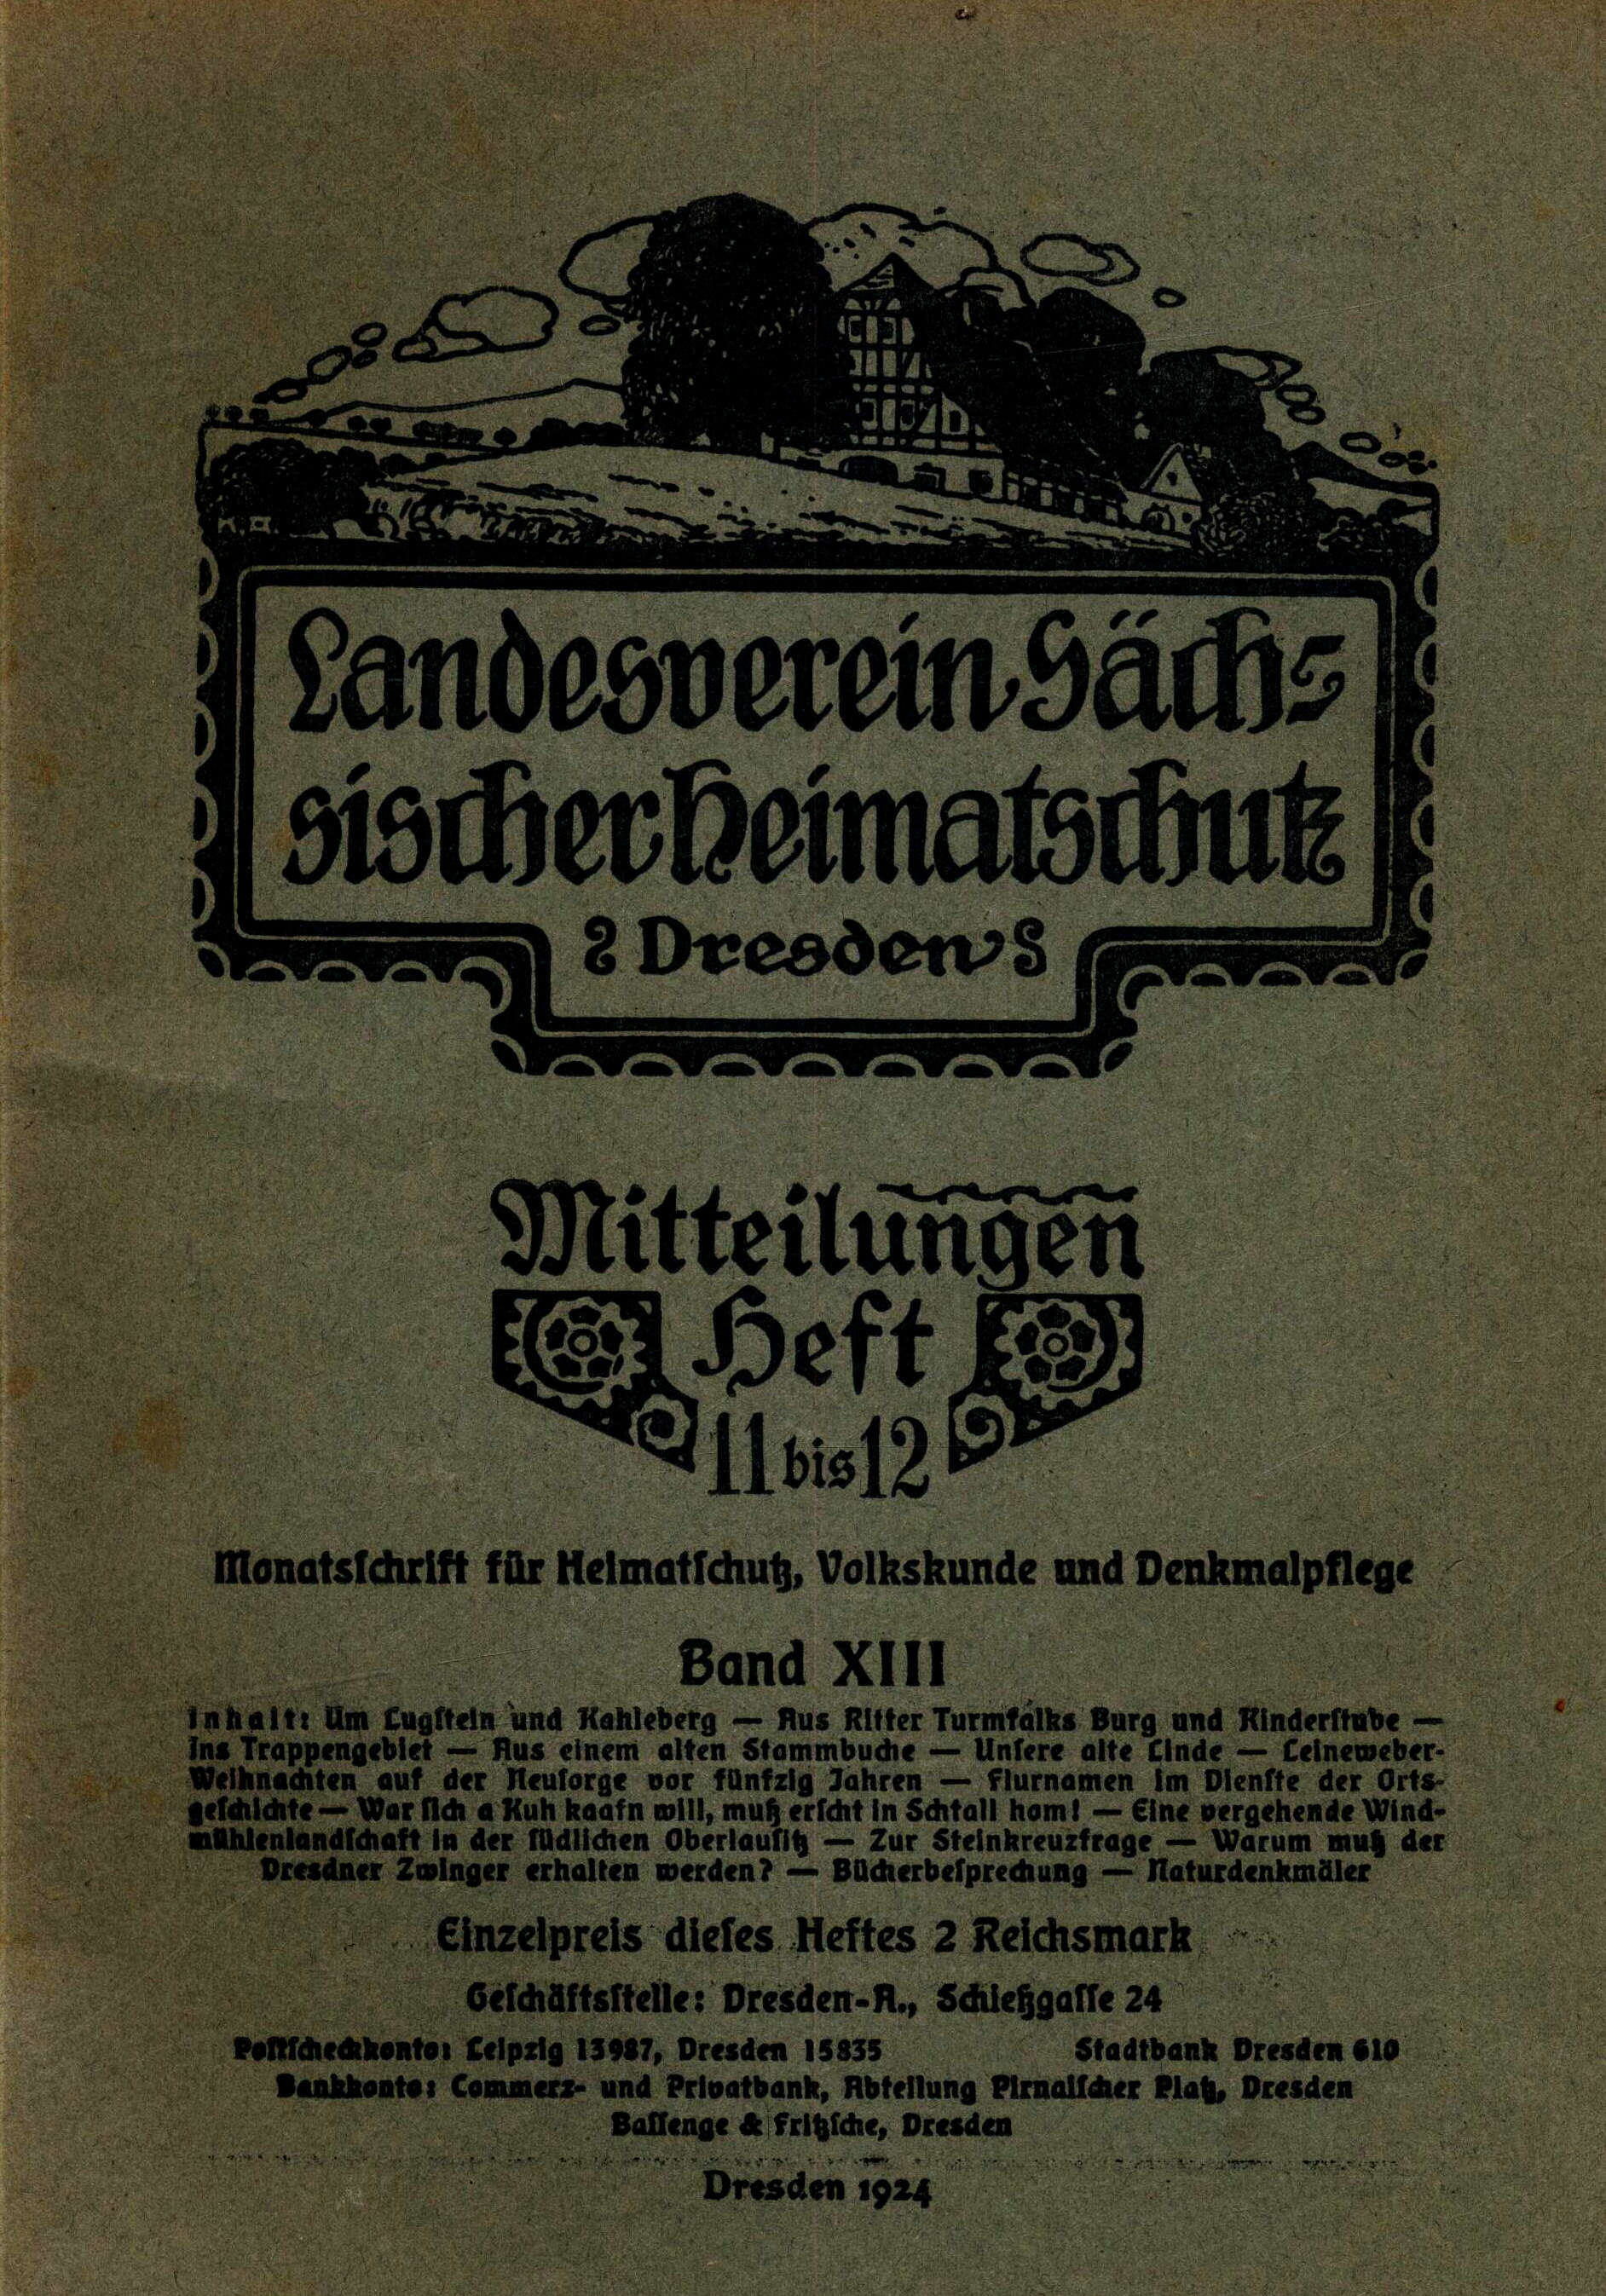 Landesverein Säch-
sischer Heimatschutz
Dresden
Mitteilungen
Heft
11 bis 12
Monatsſchrift für Heimatſchutz, Volkskunde und Denkmalpflege
Band XIII
Inhalt: Um Lugſtein und Kahleberg — Aus Ritter Turmfalks Burg und Kinderſtube —
Ins Trappengebiet — Aus einem alten Stammbuche — Unſere alte Linde — Leineweber-
Weihnachten auf der Neuſorge vor fünfzig Jahren — Flurnamen im Dienſte der Orts-
geſchichte — War ſich a Kuh kaafn will, muß erſcht in Schtall ham! — Eine vergehende Wind-
mühlenlandſchaft in der ſüdlichen Oberlauſitz — Zur Steinkreuzfrage — Warum muß der
Dresdner Zwinger erhalten werden? — Bücherbeſprechung — Naturdenkmäler
Einzelpreis dieſes Heftes 2 Reichsmark
Geſchäftsſtelle: Dresden-A., Schießgaſſe 24
Poſtſcheckkonto: Leipzig 13987, Dresden 15835 Stadtbank Dresden 610
Bankkonto: Commerz- und Privatbank, Abteilung Pirnaiſcher Platz, Dresden
Baſſenge & Fritzſche, Dresden
Dresden 1924